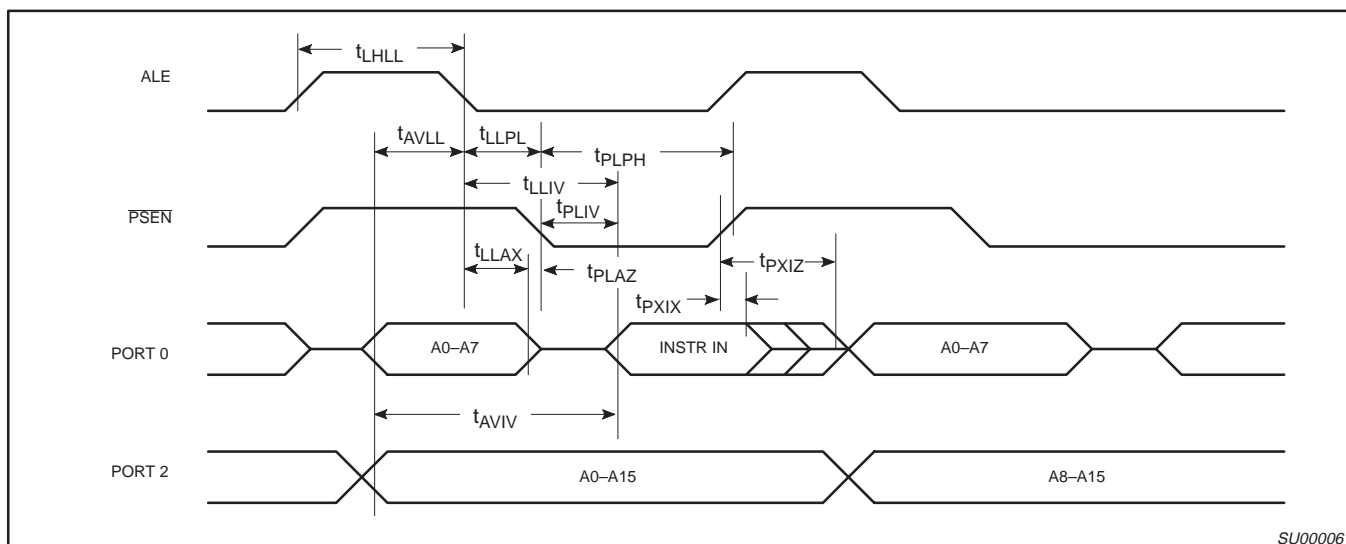 tLHLL
ALE
tAVLL tLLPL
tPLPH
tLLIV
PSEN
tPLIV
tLLAX
tPLAZ
tPXIZ
tPXIX
PORT 0
A0–A7
INSTR IN
A0–A7
tAVIV
PORT 2
A0–A15
A8–A15
SU00006